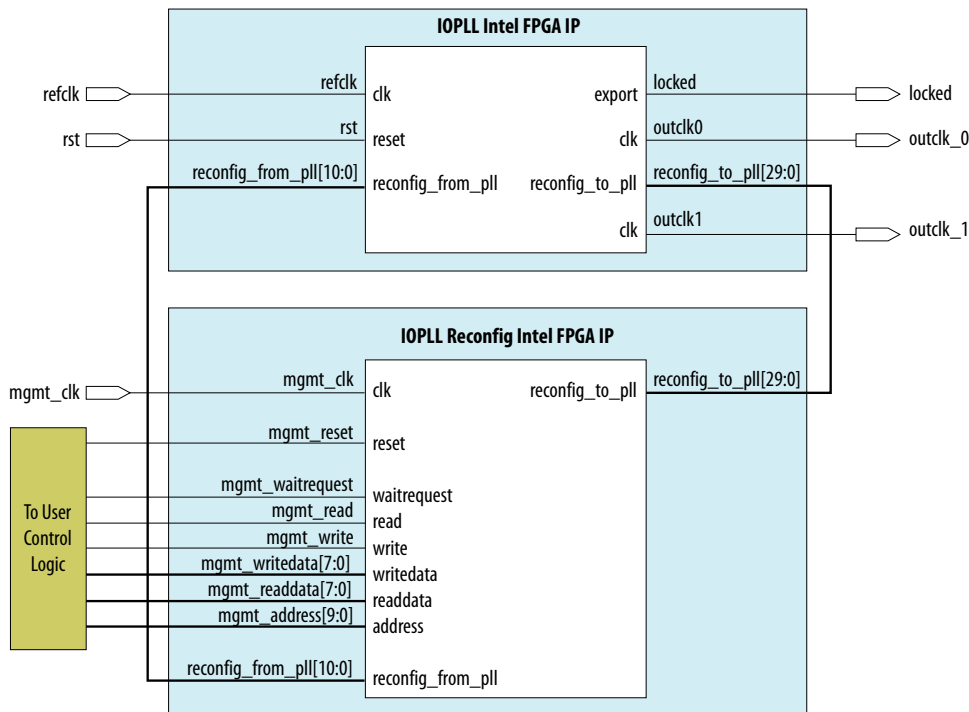 IOPLL Intel FPGA IP
refclk
refclk
clk
export
locked
locked
rst
rst
reset
clk
outclk0
outclk_0
reconfig_from_pll[10:0]
reconfig_from_pll
reconfig_to_pll
reconfig_to_pll[29:0]
clk
outclk1
outclk_1
IOPLL Reconfig Intel FPGA IP
mgmt_clk
mgmt_clk
clk
reconfig_to_pll
reconfig_to_pll[29:0]
mgmt_reset
reset
To User
Control
Logic
mgmt_waitrequest
waitrequest
mgmt_read
read
mgmt_write
write
mgmt_writedata[7:0]
writedata
mgmt_readdata[7:0]
readdata
mgmt_address[9:0]
address
reconfig_from_pll[10:0]
reconfig_from_pll